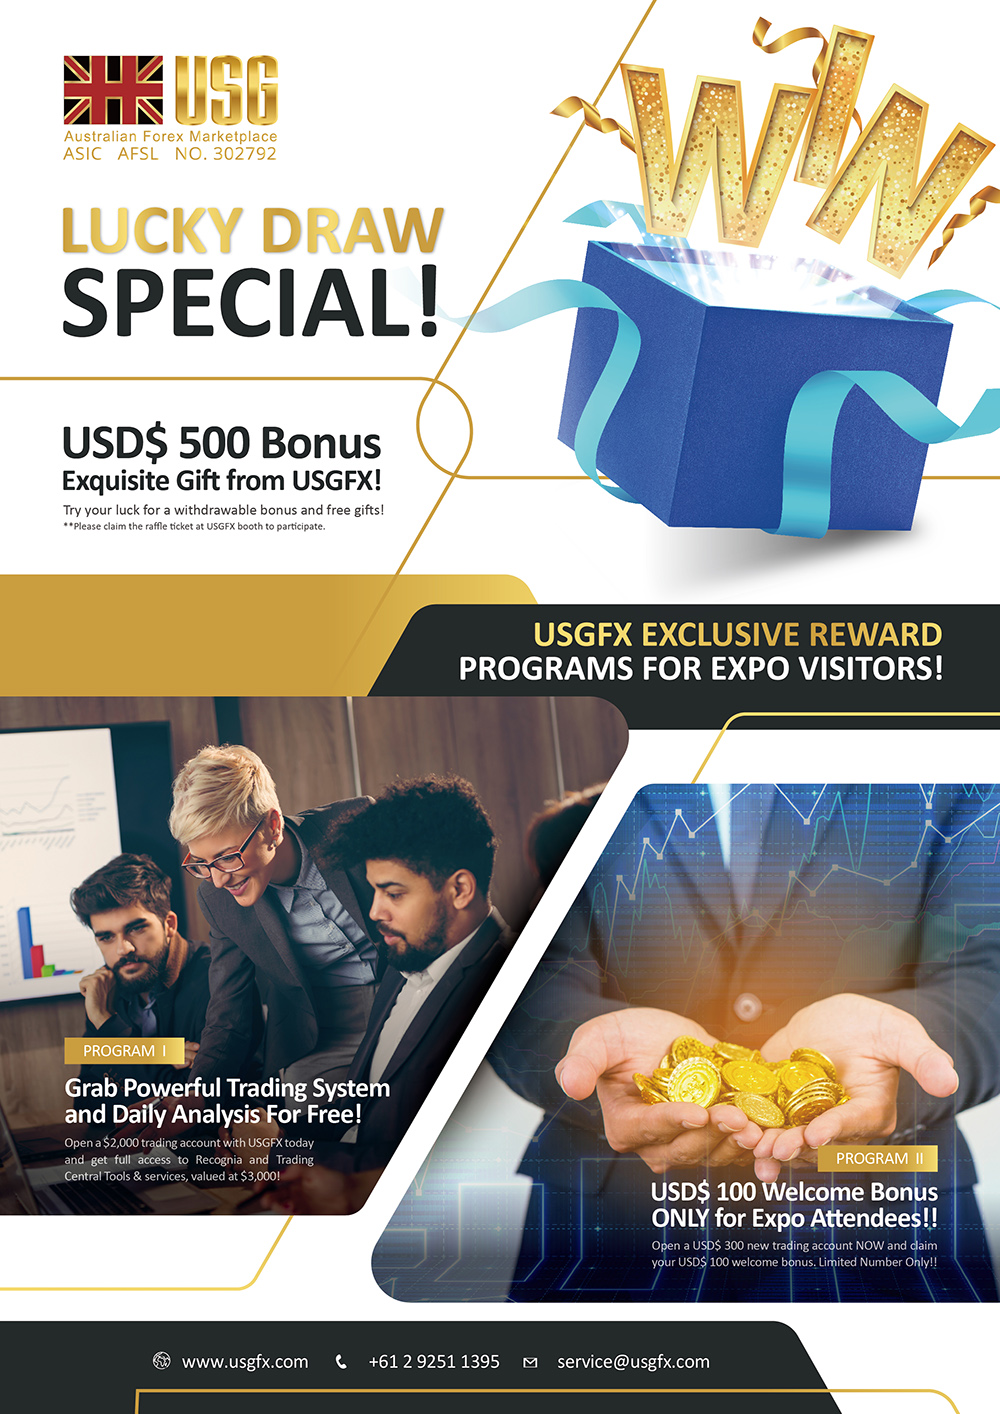 USG
Australian Forex Marketplace
ASIC AFSL NO. 302792
WIN
LUCKY DRAW
SPECIAL!
USD$ 500 Bonus
Exquisite Gift from USGFX!
Try your luck for a withdrawable bonus and free gifts!
**Please claim the raffle ticket at USGFX booth to participate.
USGFX EXCLUSIVE REWARD
PROGRAMS FOR EXPO VISITORS!
PROGRAM I
Grab Powerful Trading System
and Daily Analysis For Free!
Open a $2,000 trading account with USGFX today
and get full access to Recognia and Trading
Central Tools & services, valued at $3,000!
PROGRAM II
USD$ 100 Welcome Bonus
ONLY for Expo Attendees!!
Open a USD$ 300 new trading account NOW and claim
your USD$ 100 welcome bonus. Limited Number Only!!
www.usgfx.com +61 2 9251 1395 service@usgfx.com